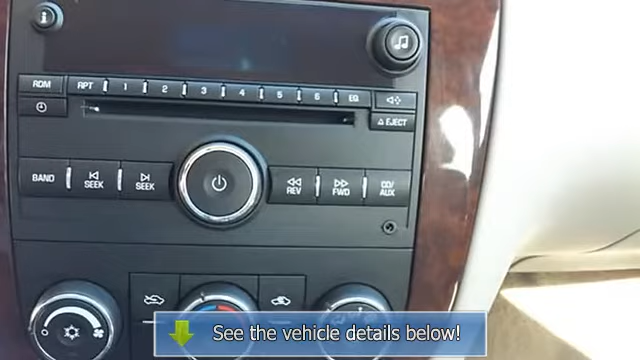 i
RDM RPT 1 2 3 4 5 6 EQ
EJECT
BAND SEEK SEEK REV FWD CD/
AUX
See the vehicle details below!